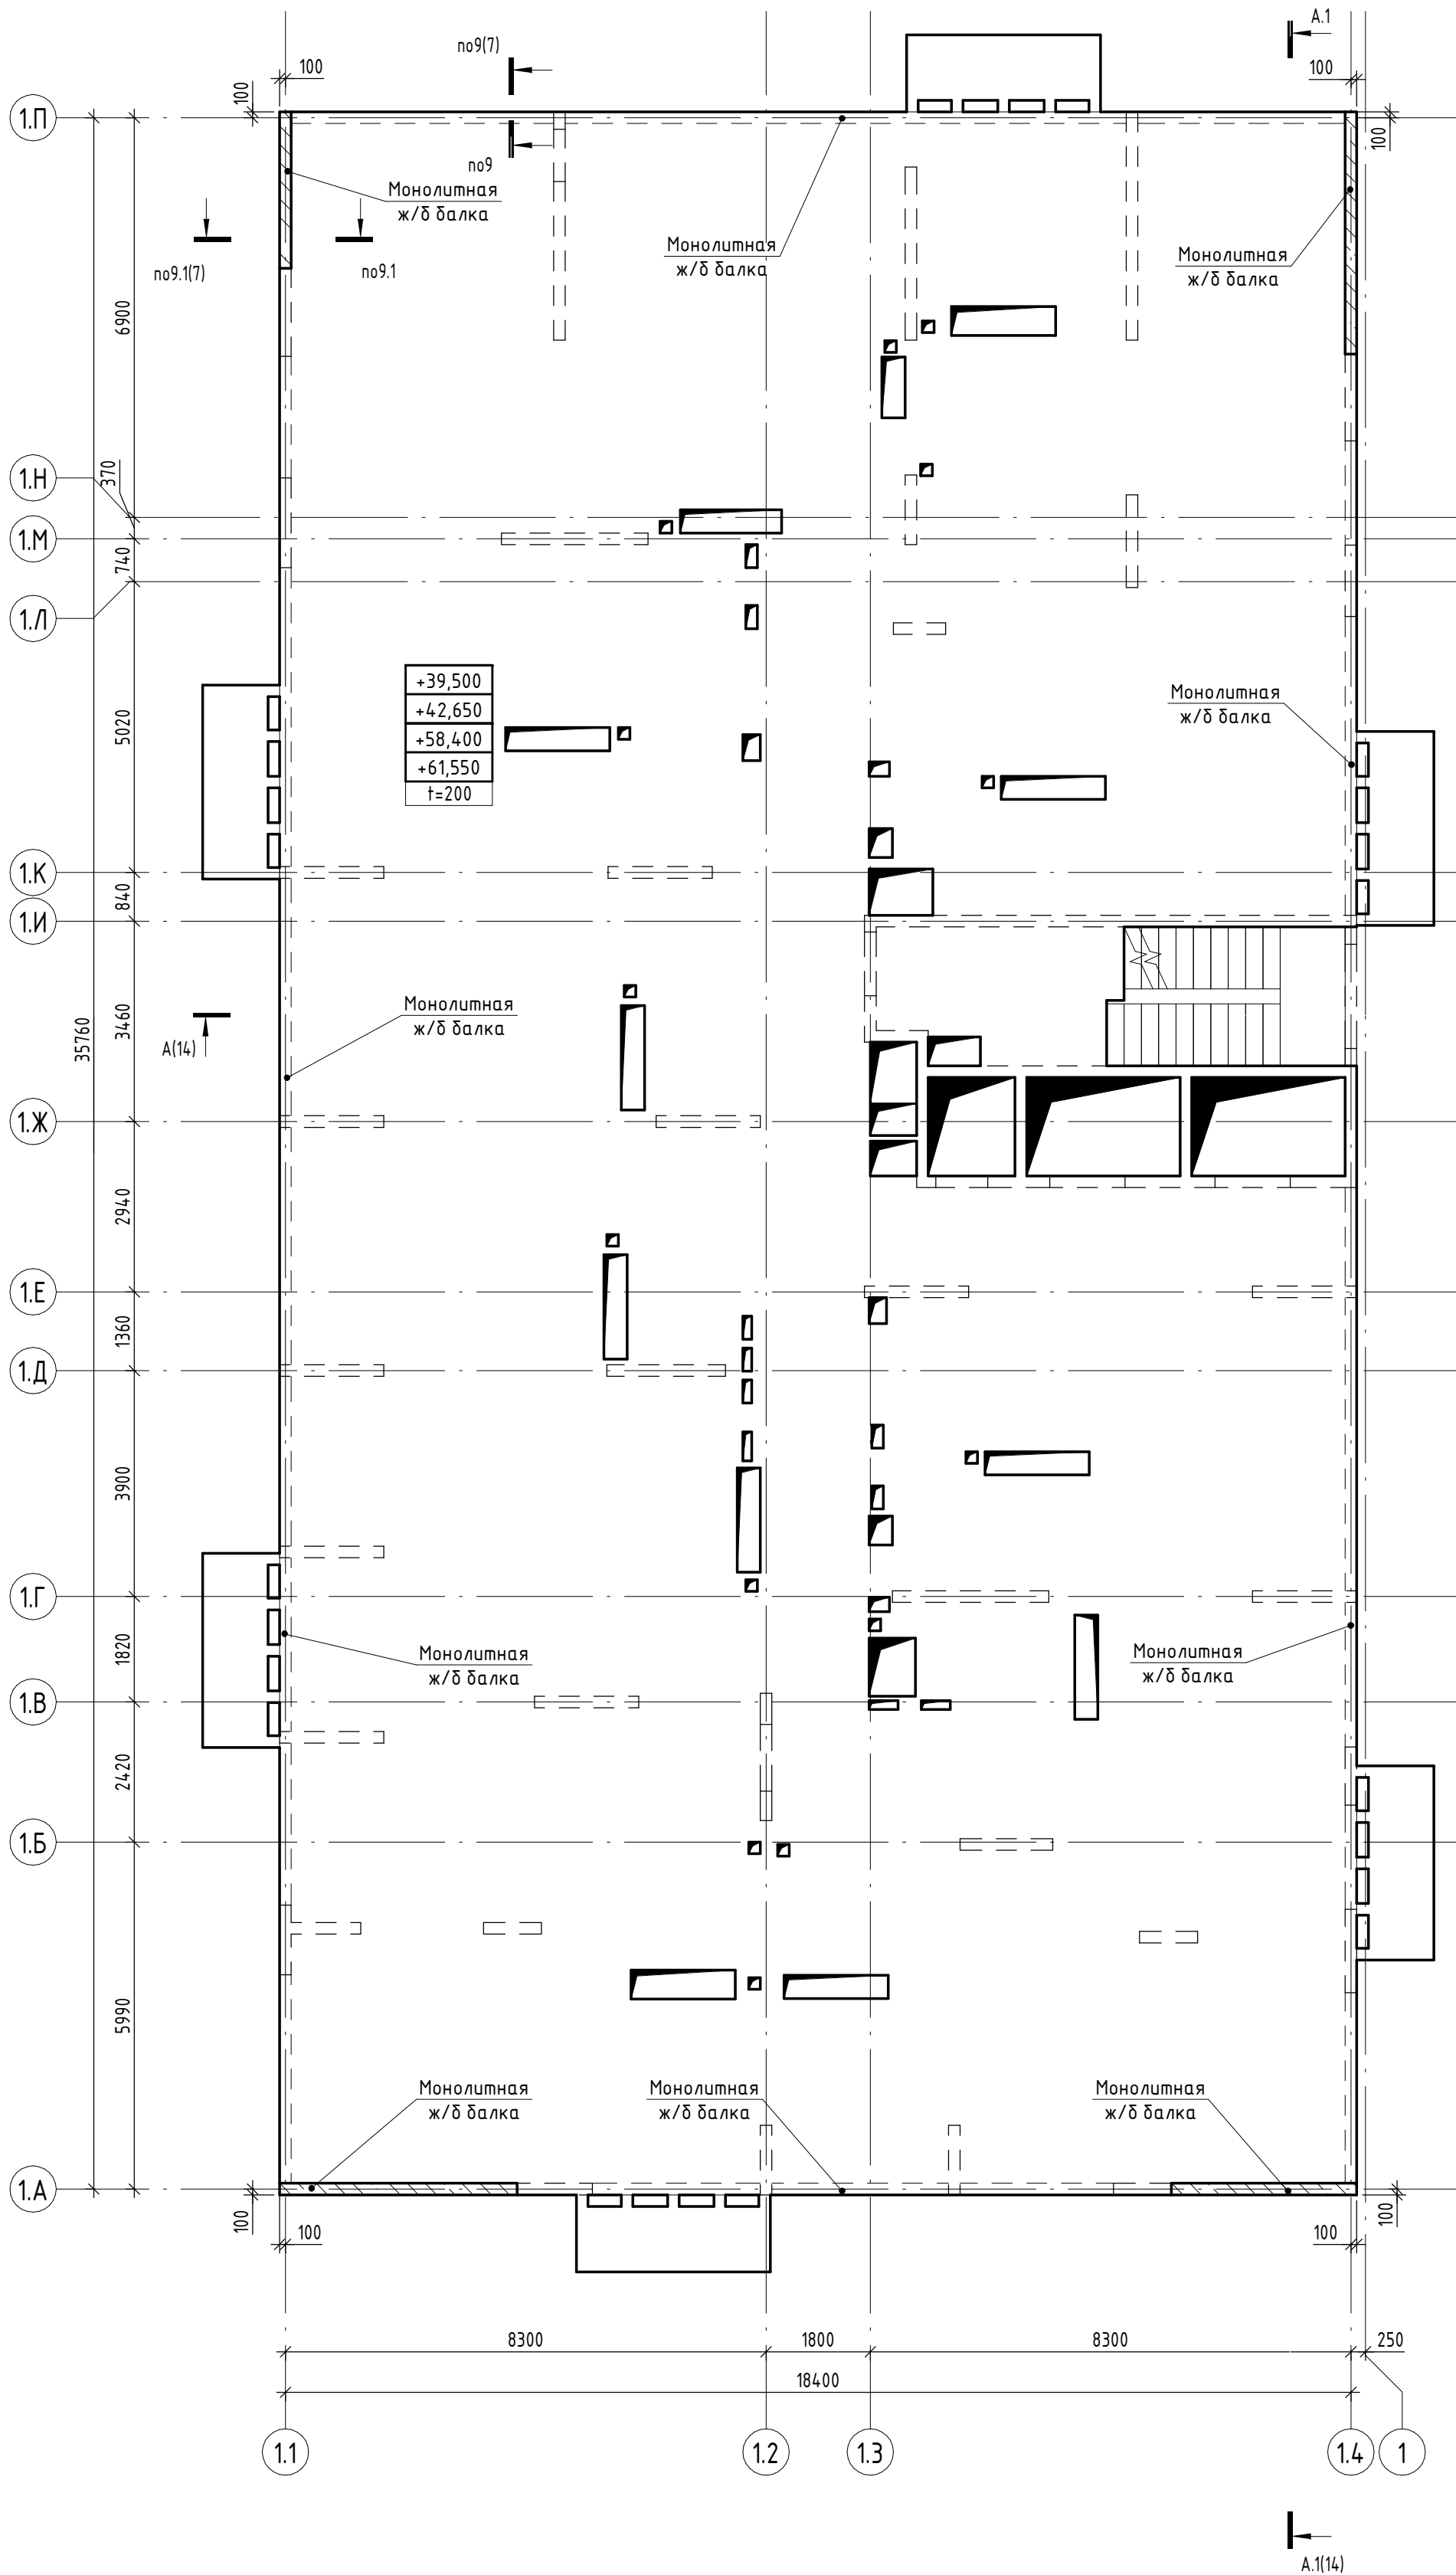 А.1
по9(7)
100
100
100
1.П
100
по9
Монолитная
ж/б балка
Монолитная
ж/б балка
Монолитная
ж/б балка
по9.1(7)
по9.1
6900
1.Н
370
1.М
740
1.Л
+39,500
+42,650
+58,400
+61,550
t=200
Монолитная
ж/б балка
5020
1.К
840
1.И
Монолитная
ж/б балка
3460
35760
А(14)
1.Ж
2940
1.Е
1360
1.Д
3900
1.Г
Монолитная
ж/б балка
Монолитная
ж/б балка
1820
1.В
2420
1.Б
5990
Монолитная
ж/б балка
Монолитная
ж/б балка
Монолитная
ж/б балка
1.А
100
100
100
100
8300
1800
8300
250
18400
1.1
1.2
1.3
1.4
1
А.1(14)